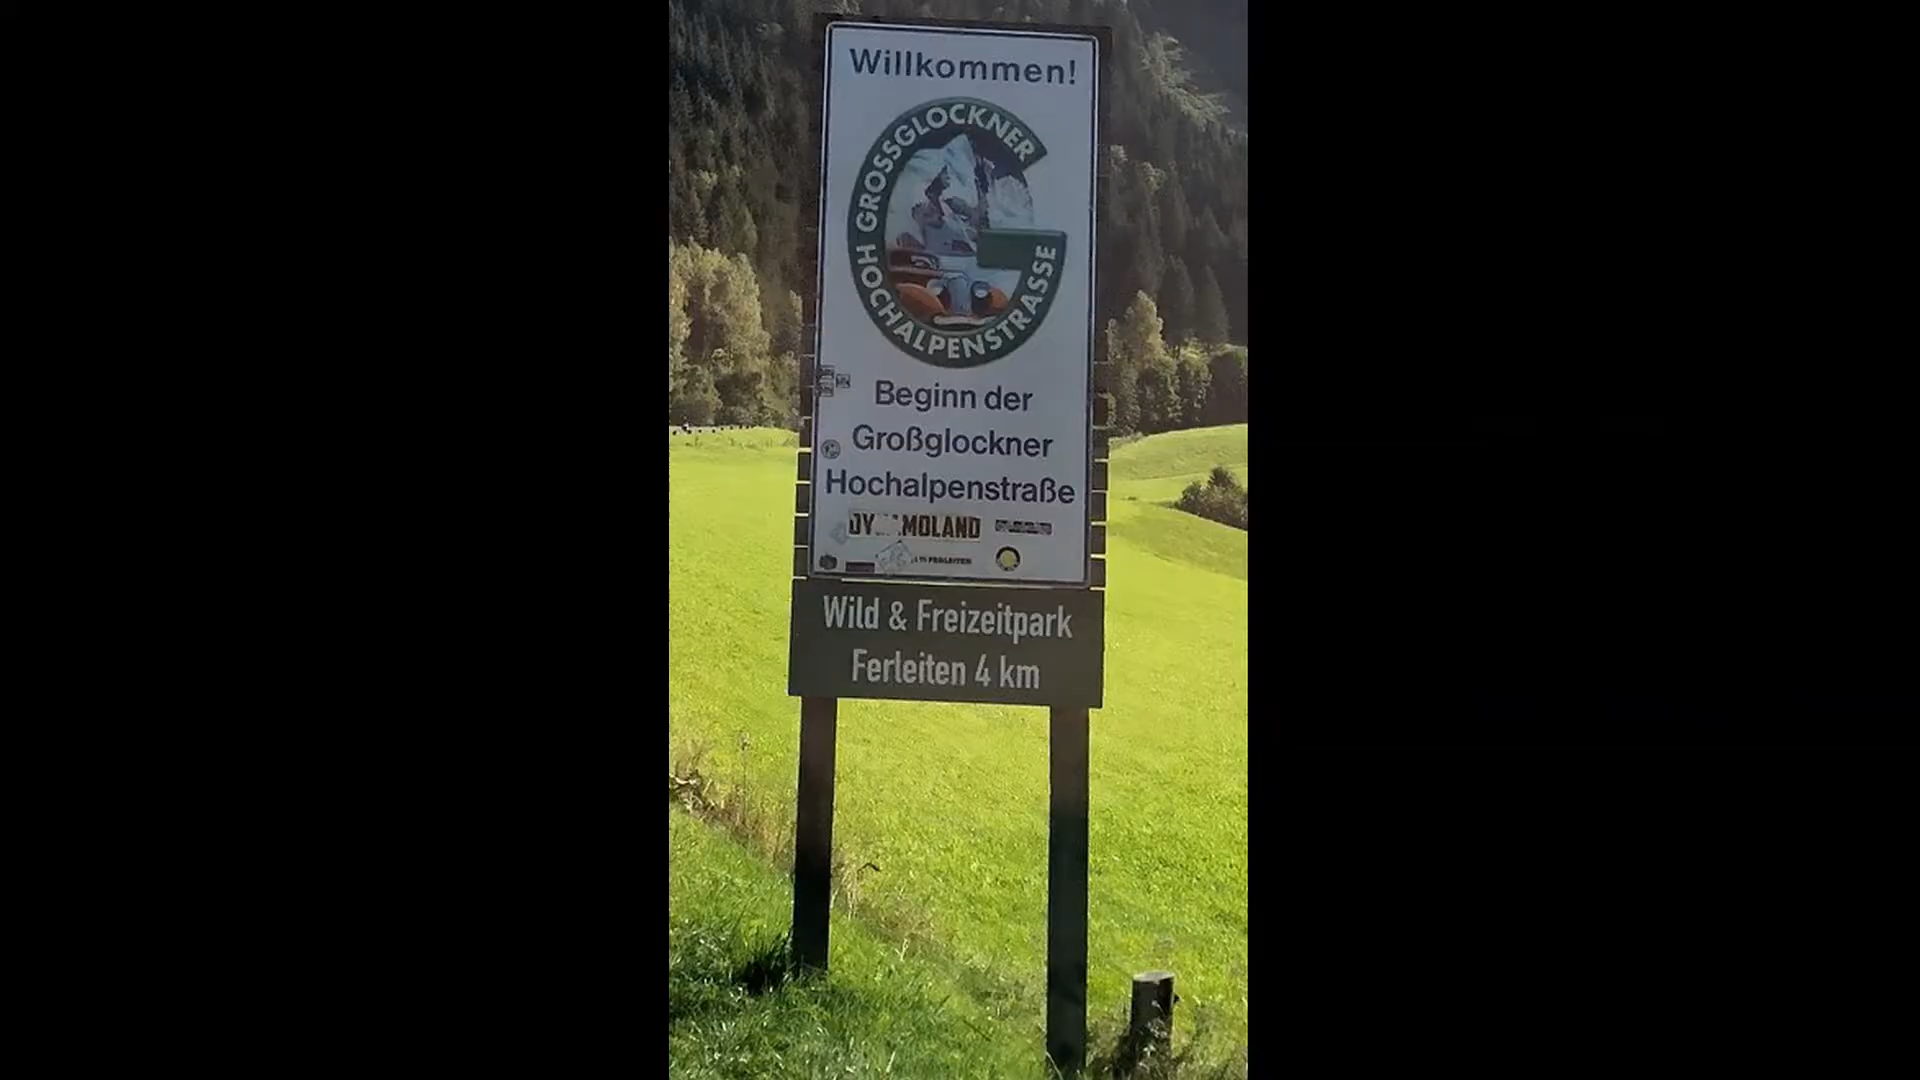 Willkommen!
GROSSGLOCKNER
HOCHALPENSTRASSE
Beginn der
Großglockner
Hochalpenstraße
Wild & Freizeitpark
Ferleiten 4 km